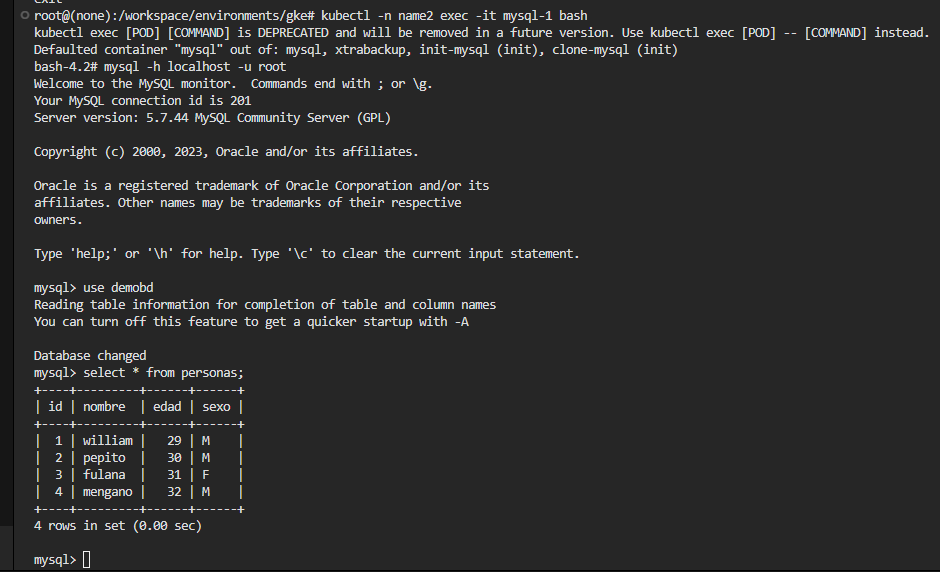 exit
root@(none):/workspace/environments/gke# kubectl -n name2 exec -it mysql-1 bash
kubectl exec [POD] [COMMAND] is DEPRECATED and will be removed in a future version. Use kubectl exec [POD] -- [COMMAND] instead.
Defaulted container "mysql" out of: mysql, xtrabackup, init-mysql (init), clone-mysql (init)
bash-4.2# mysql -h localhost -u root
Welcome to the MySQL monitor.  Commands end with ; or \g.
Your MySQL connection id is 201
Server version: 5.7.44 MySQL Community Server (GPL)

Copyright (c) 2000, 2023, Oracle and/or its affiliates.

Oracle is a registered trademark of Oracle Corporation and/or its
affiliates. Other names may be trademarks of their respective
owners.

Type 'help;' or '\h' for help. Type '\c' to clear the current input statement.

mysql> use demobd
Reading table information for completion of table and column names
You can turn off this feature to get a quicker startup with -A

Database changed
mysql> select * from personas;
+----+---------+------+------+
| id | nombre  | edad | sexo |
+----+---------+------+------+
|  1 | william |   29 | M    |
|  2 | pepito  |   30 | M    |
|  3 | fulana  |   31 | F    |
|  4 | mengano |   32 | M    |
+----+---------+------+------+
4 rows in set (0.00 sec)

mysql>